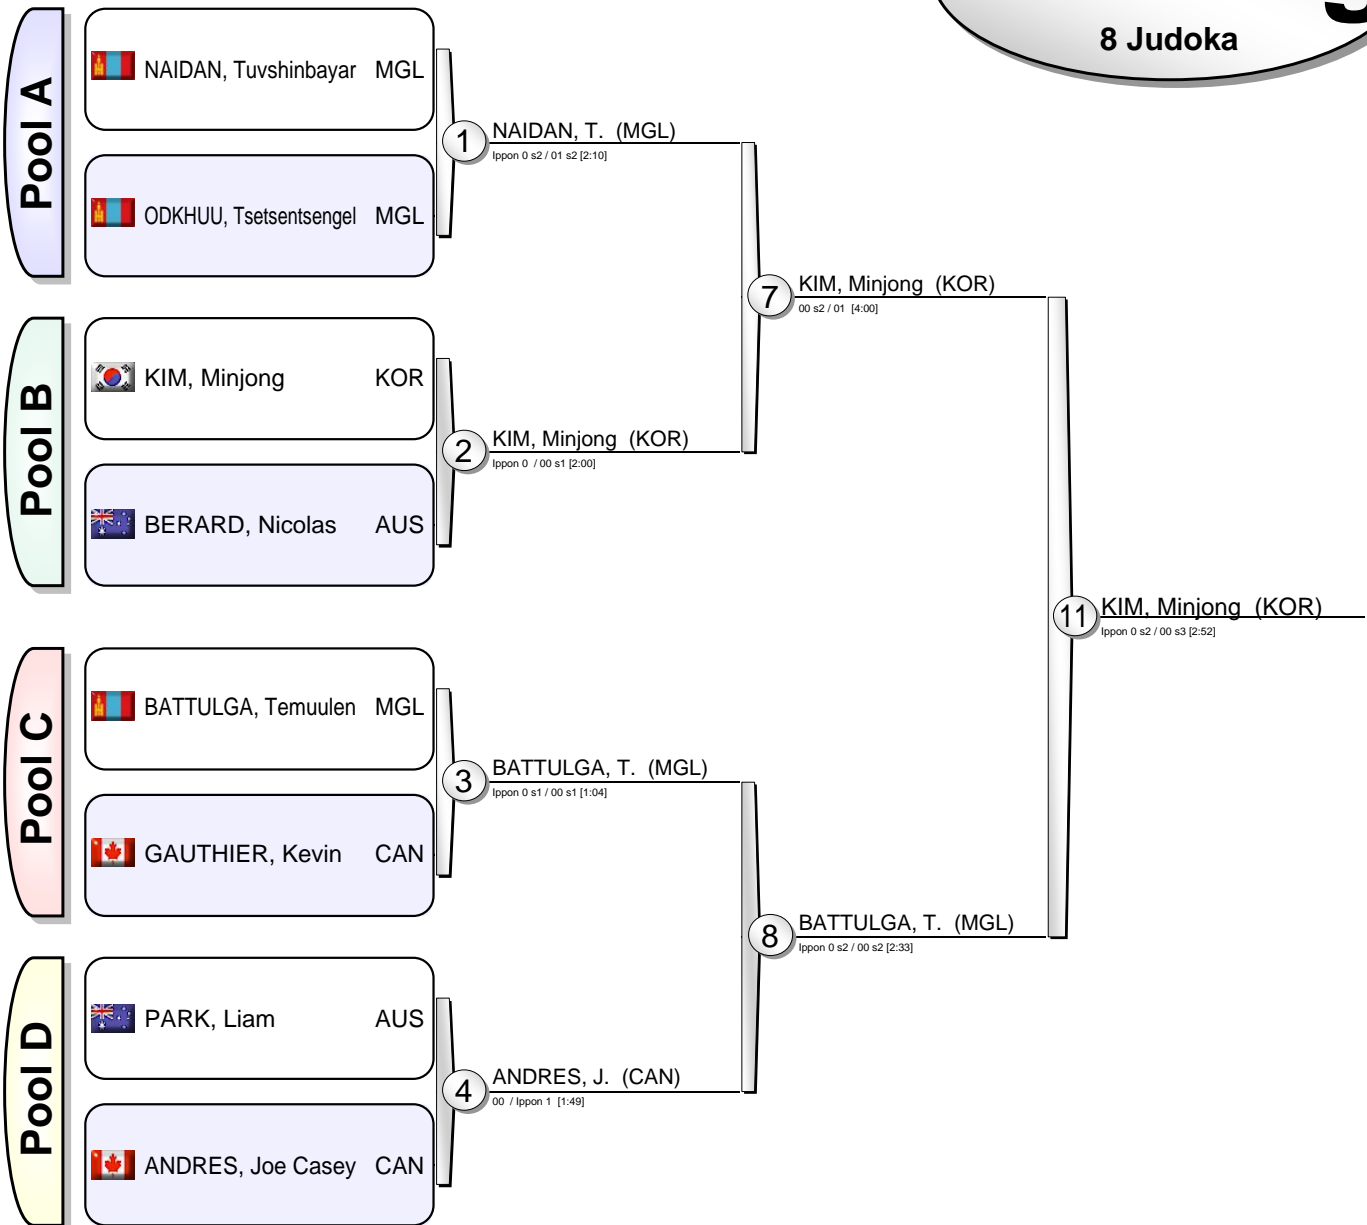 8 Judoka
Pool A
NAIDAN, Tuvshinbayar MGL
ODKHUU, Tsetsentsengel MGL
1
NAIDAN, T. (MGL)
Ippon 0 s2 / 01 s2 [2:10]
Pool B
KIM, Minjong KOR
BERARD, Nicolas AUS
2
KIM, Minjong (KOR)
Ippon 0 / 00 s1 [2:00]
7
KIM, Minjong (KOR)
00 s2 / 01 [4:00]
Pool C
BATTULGA, Temuulen MGL
GAUTHIER, Kevin CAN
3
BATTULGA, T. (MGL)
Ippon 0 s1 / 00 s1 [1:04]
Pool D
PARK, Liam AUS
ANDRES, Joe Casey CAN
4
ANDRES, J. (CAN)
00 / Ippon 1 [1:49]
8
BATTULGA, T. (MGL)
Ippon 0 s2 / 00 s2 [2:33]
11
KIM, Minjong (KOR)
Ippon 0 s2 / 00 s3 [2:52]